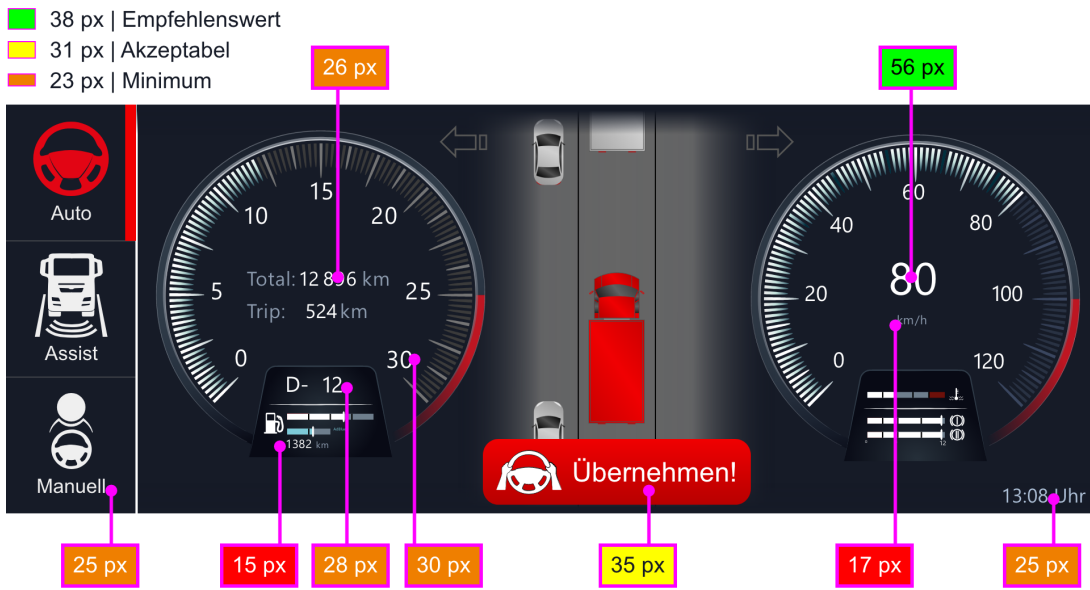 38 px | Empfehlenswert
31 px | Akzeptabel
23 px | Minimum
26 px
56 px
Auto
Assist
Manuell
0
5
10
15
20
25
30
Total: 12 896 km
Trip: 524 km
D- 12
1382 km
Übernehmen!
0
20
40
60
80
100
120
80
km/h
12
13:08 Uhr
25 px
15 px
28 px
30 px
35 px
17 px
25 px